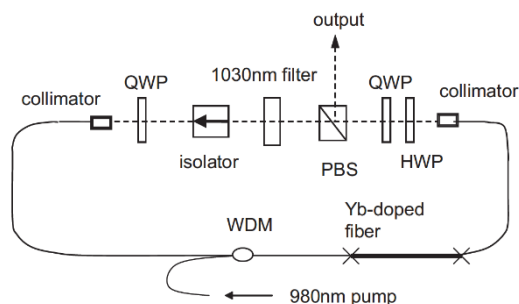 output
QWP
1030nm filter
QWP
collimator
collimator
isolator
PBS
HWP
WDM
Yb-doped
fiber
980nm pump